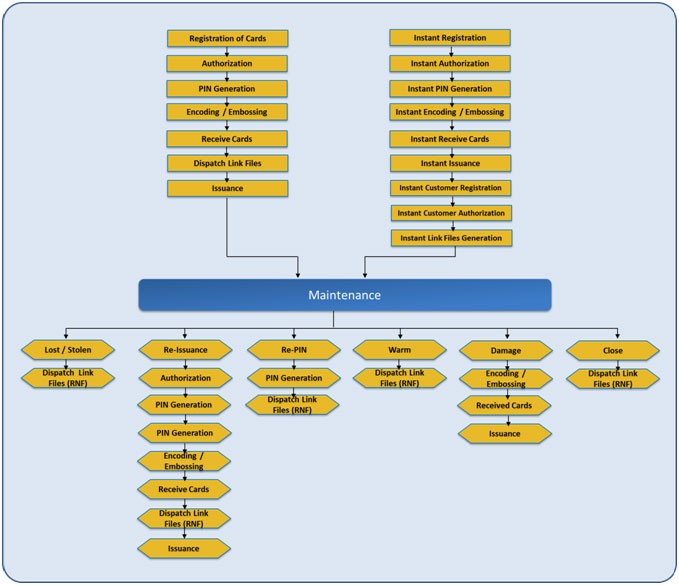 Registration of Cards
Authorization
PIN Generation
Encoding / Embossing
Receive Cards
Dispatch Link Files
Issuance
Instant Registration
Instant Authorization
Instant PIN Generation
Instant Encoding / Embossing
Instant Receive Cards
Instant Issuance
Instant Customer Registration
Instant Customer Authorization
Instant Link Files Generation
Maintenance
Lost / Stolen
Dispatch Link
Files (RNF)
Re-Issuance
Authorization
PIN Generation
PIN Generation
Encoding /
Embossing
Receive Cards
Dispatch Link
Files (RNF)
Issuance
Re-PIN
PIN Generation
Dispatch Link
Files (RNF)
Warm
Dispatch Link
Files (RNF)
Damage
Encoding /
Embossing
Received Cards
Issuance
Close
Dispatch Link
Files (RNF)